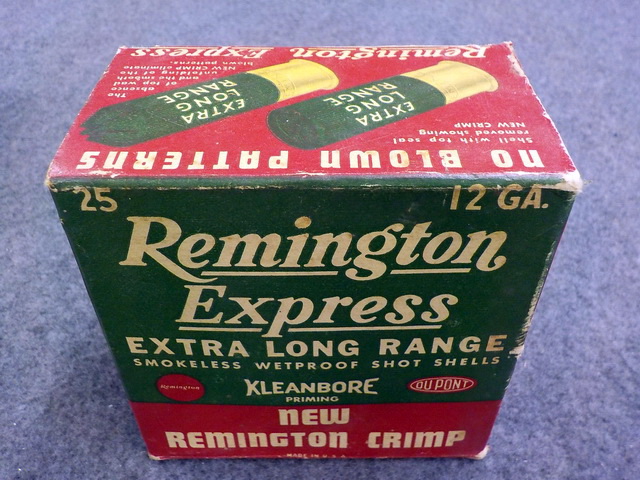 Remington Express
The absence
of top wad
and the smooth
unfolding of the
NEW CRIMP eliminate
blown patterns.
EXTRA
LONG
RANGE
EXTRA
LONG
RANGE
Shell with top seal
removed showing
NEW CRIMP
NO BLOWN PATTERNS
25 12 GA.
Remington
Express
EXTRA LONG RANGE
SMOKELESS WETPROOF SHOT SHELLS
Remington KLEANBORE DU PONT
PRIMING
NEW
REMINGTON CRIMP
MADE IN U.S.A.